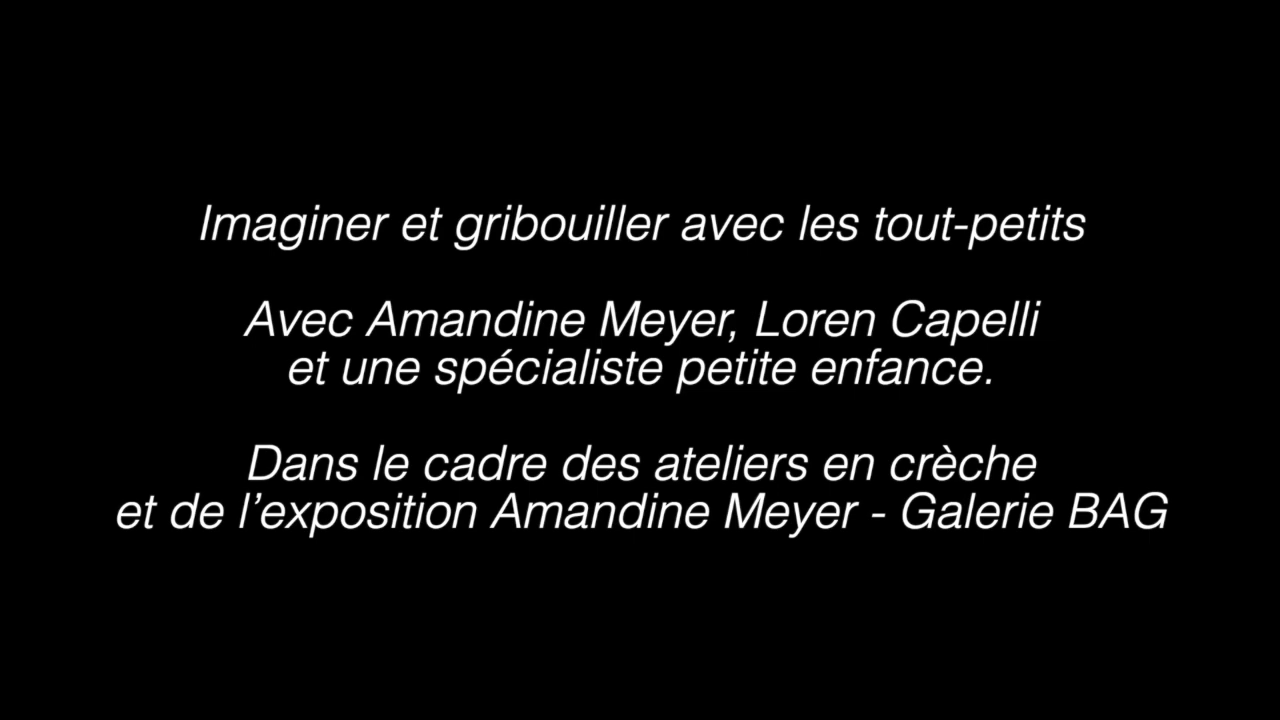 Imaginer et gribouiller avec les tout-petits
Avec Amandine Meyer, Loren Capelli
et une spécialiste petite enfance.
Dans le cadre des ateliers en crèche
et de l’exposition Amandine Meyer - Galerie BAG